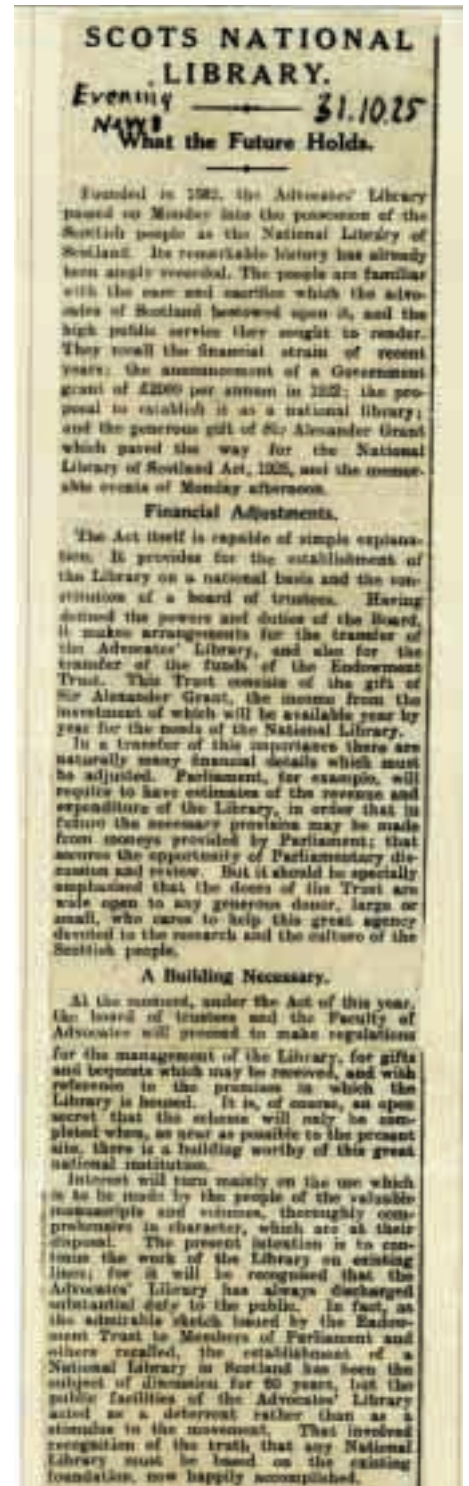 SCOTS NATIONAL
LIBRARY.
Evening
News
31.10.25
What the Future Holds.
Founded in 1682, the Advocates' Library
passed on Monday into the possession of the
Scottish people as the National Library of
Scotland. Its remarkable history has already
been amply recorded. The people are familiar
with the care and sacrifice which the advo-
cates of Scotland bestowed upon it, and the
high public service they sought to render.
They recall the financial strain of recent
years; the announcement of a Government
grant of £2000 per annum in 1922; the pro-
posal to establish it as a national library;
and the generous gift of Sir Alexander Grant
which paved the way for the National
Library of Scotland Act, 1925, and the memor-
able events of Monday afternoon.
Financial Adjustments.
The Act itself is capable of simple explana-
tion. It provides for the establishment of
the Library on a national basis and the con-
stitution of a board of trustees. Having
defined the powers and duties of the Board,
it makes arrangements for the transfer of
the Advocates' Library, and also for the
transfer of the funds of the Endowment
Trust. This Trust consists of the gift of
Sir Alexander Grant, the income from the
investment of which will be available year by
year for the needs of the National Library.
In a transfer of this importance there are
naturally many financial details which must
be adjusted. Parliament, for example, will
require to have estimates of the revenue and
expenditure of the Library, in order that in
future the necessary provision may be made
from moneys provided by Parliament; that
secures the opportunity of Parliamentary dis-
cussion and review. But it should be specially
emphasised that the doors of the Trust are
wide open to any generous donor, large or
small, who cares to help this great agency
devoted to the research and the culture of the
Scottish people.
A Building Necessary.
At the moment, under the Act of this year,
the board of trustees and the Faculty of
Advocates will proceed to make regulations
for the management of the Library, for gifts
and bequests which may be received, and with
reference to the premises in which the
Library is housed. It is, of course, an open
secret that the scheme will only be com-
pleted when, as near as possible to the present
site, there is a building worthy of this great
national institution.
Interest will turn mainly on the use which
is to be made by the people of the valuable
manuscripts and volumes, thoroughly com-
prehensive in character, which are at their
disposal. The present intention is to con-
tinue the work of the Library on existing
lines; for it will be recognised that the
Advocates' Library has always discharged
substantial duty to the public. In fact, as
the admirable sketch issued by the Endow-
ment Trust to Members of Parliament and
others recalled, the establishment of a
National Library in Scotland has been the
subject of discussion for 60 years, but the
public facilities of the Advocates' Library
acted as a deterrent rather than as a
stimulus to the movement. That involved
recognition of the truth that any National
Library must be based on the existing
foundation, now happily accomplished.